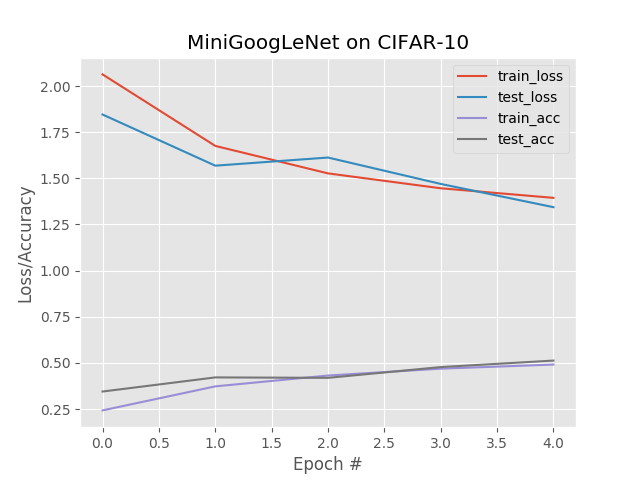 MiniGoogLeNet on CIFAR-10
train_loss
test_loss
train_acc
test_acc
2.00
1.75
1.50
1.25
1.00
0.75
0.50
0.25
Loss/Accuracy
0.0 0.5 1.0 1.5 2.0 2.5 3.0 3.5 4.0
Epoch #